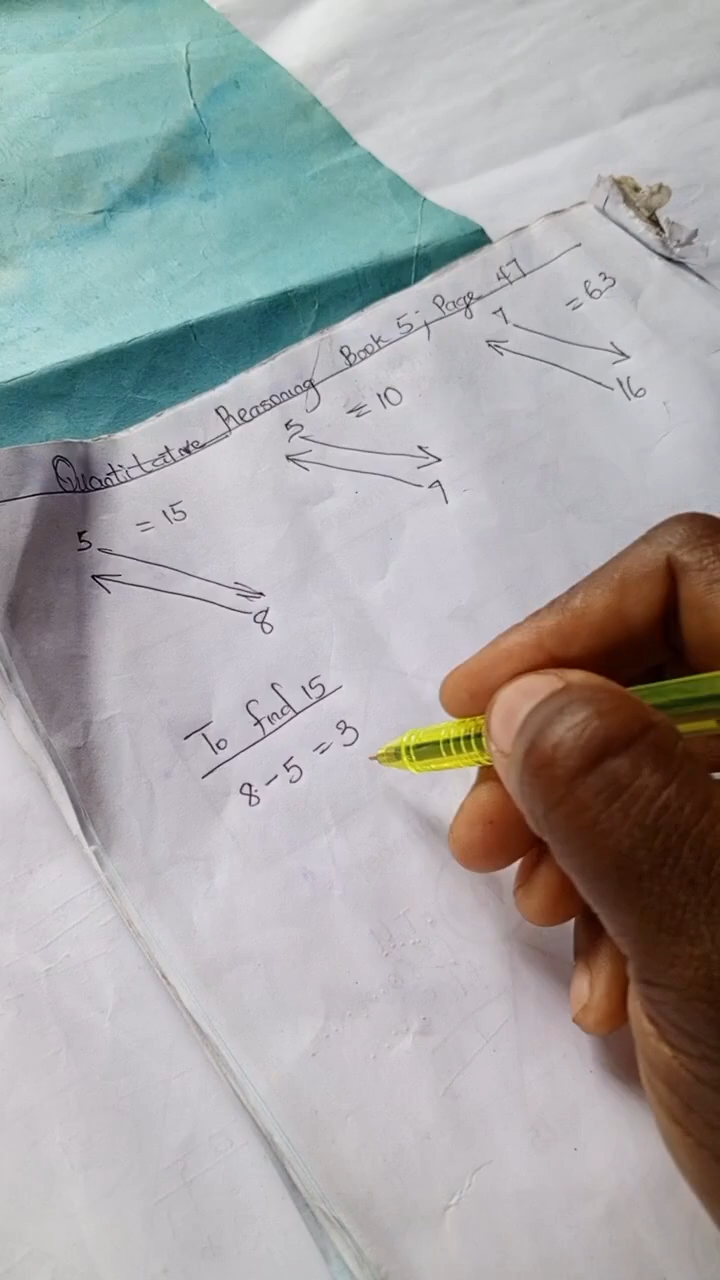 Quantitative Reasoning Book 5; Page 47
5 = 15
8
5 = 10
7
7 = 63
16
To find 15
8 - 5 = 3